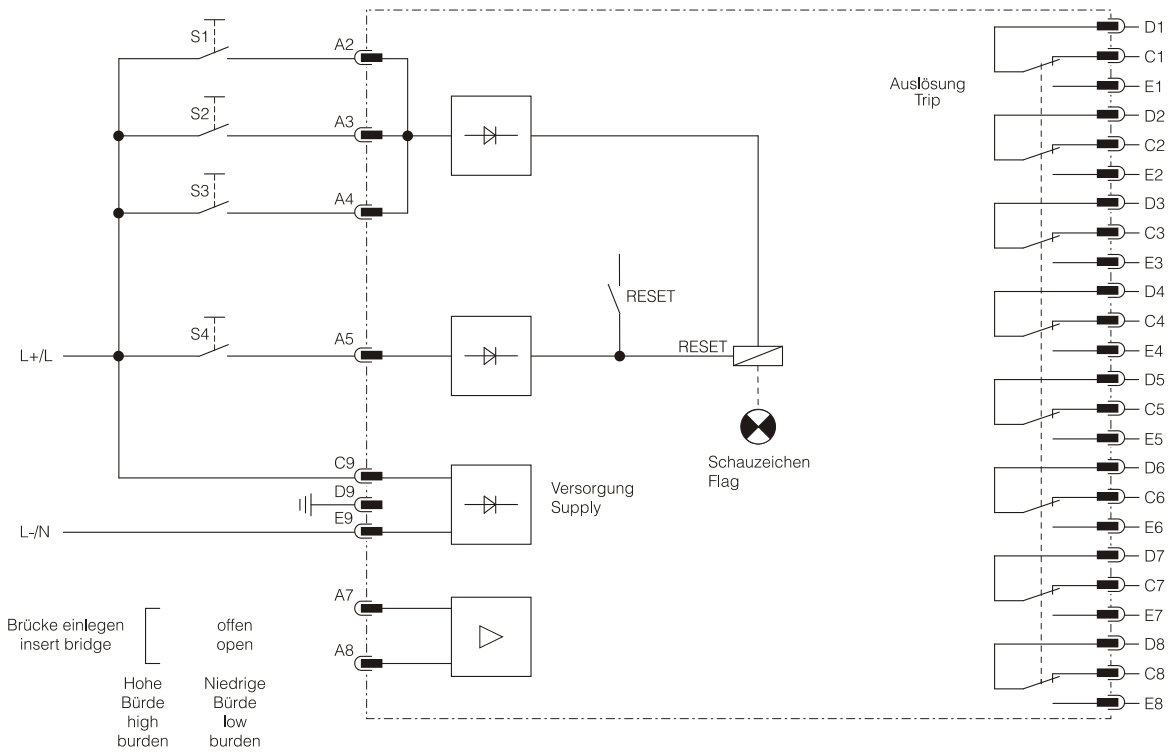 S1
A2
S2
A3
S3
A4
RESET
L+/L
S4
A5
RESET
Schauzeichen
Flag
C9
D9
E9
Versorgung
Supply
L-/N
A7
A8
Brücke einlegen
insert bridge
offen
open
Hohe
Bürde
high
burden
Niedrige
Bürde
low
burden
Auslösung
Trip
D1
C1
E1
D2
C2
E2
D3
C3
E3
D4
C4
E4
D5
C5
E5
D6
C6
E6
D7
C7
E7
D8
C8
E8